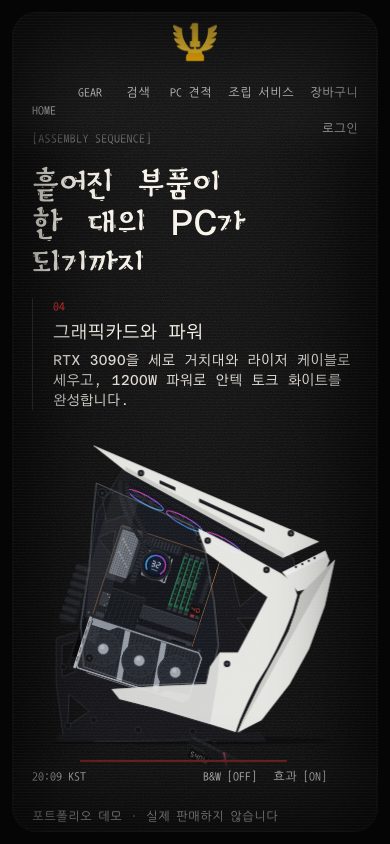 GEAR 검색 PC 견적 조립 서비스 장바구니
HOME
로그인
[ASSEMBLY SEQUENCE]
흩어진 부품이
한 대의 PC가
되기까지
04
그래픽카드와 파워
RTX 3090을 세로 거치대와 라이저 케이블로
세우고, 1200W 파워로 안텍 토크 화이트를
완성합니다.
20:09 KST B&W [OFF] 효과 [ON]
포트폴리오 데모 · 실제 판매하지 않습니다